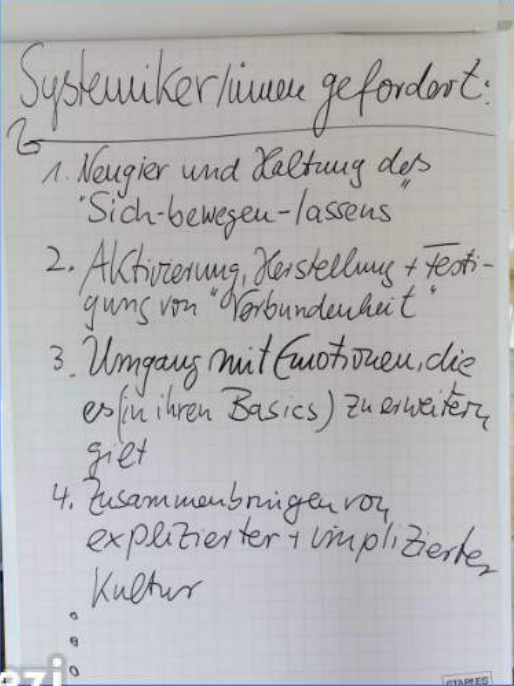 Systemiker/innen gefordert:
1. Neugier und Haltung des
"Sich-bewegen-lassens"
2. Aktivierung, Herstellung + Festi-
gung von "Verbundenheit"
3. Umgang mit Emotionen, die
es (in ihren Basics) zu erweitern
gilt
4. Zusammenbringen von
explizierter + implizierter
Kultur
STAPLES